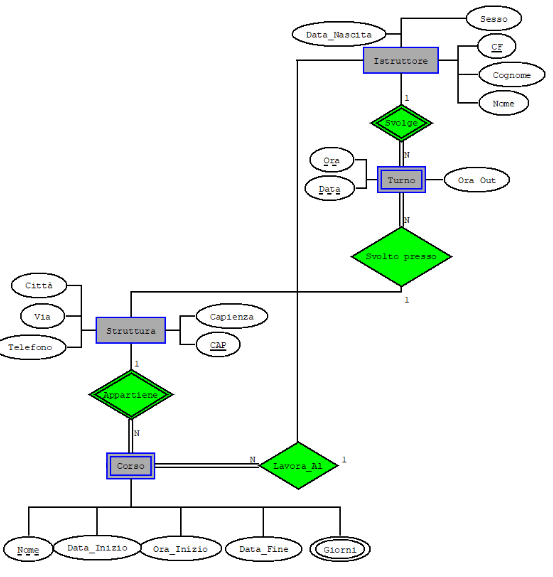 Sesso
Data_Nascita
CF
Istruttore
Cognome
Nome
1
Svolge
N
Ora
Turno
Ora Out
Data
N
Svolto presso
Città
1
Via
Capienza
Struttura
Telefono
CAP
1
Appartiene
N
N
1
Corso
Lavora_Al
Nome
Data_Inizio
Ora_Inizio
Data_Fine
Giorni